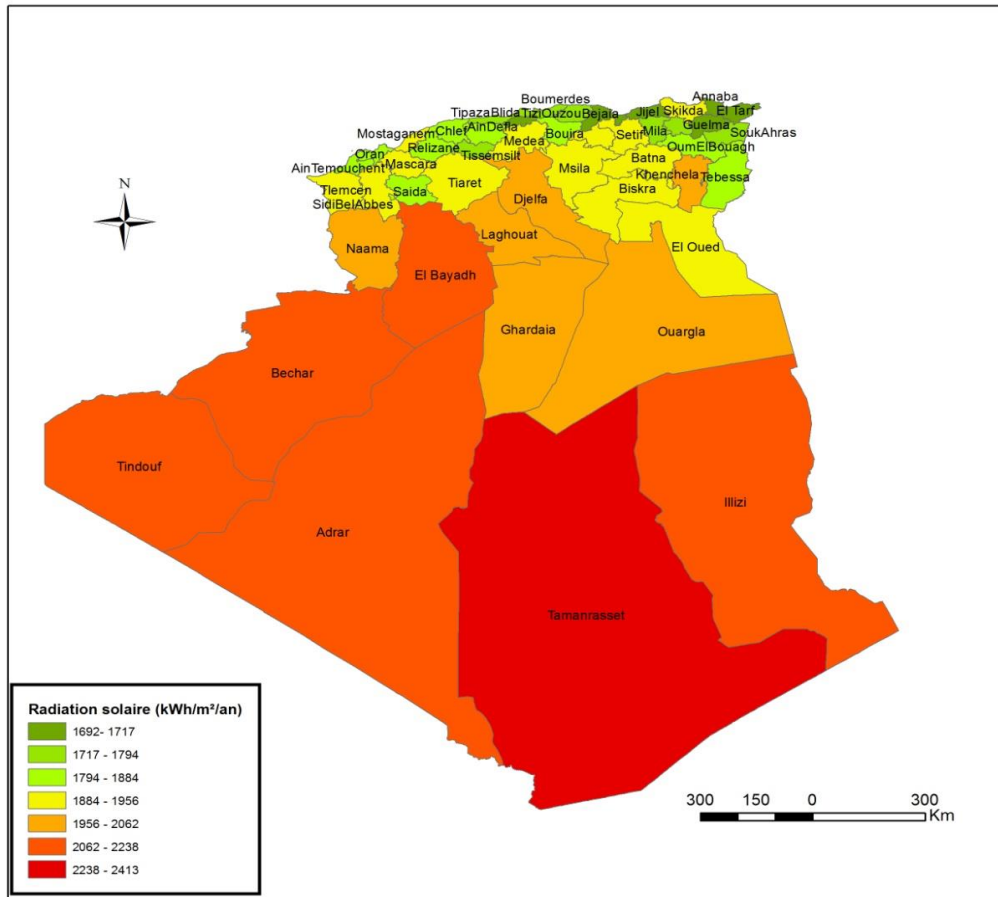 Annaba
Boumerdes
TipazaBlida TiziOuzou Bejaia Jijel Skikda El Tarf
Mostaganem Chlef AinDefla Bouira Setif Mila Guelma SoukAhras
Oran Relizane Medea OumElBouagh
AinTemouchent Mascara Tissemsilt Msila Batna
Tlemcen Saida Tiaret Khenchela Tebessa
SidiBelAbbes Djelfa Biskra
N
Naama Laghouat El Oued
El Bayadh
Ghardaia Ouargla
Bechar
Tindouf
Illizi
Adrar
Tamanrasset
Radiation solaire (kWh/m²/an)
1692- 1717
1717 - 1794
1794 - 1884
1884 - 1956
1956 - 2062
2062 - 2238
2238 - 2413
300 150 0 300
Km